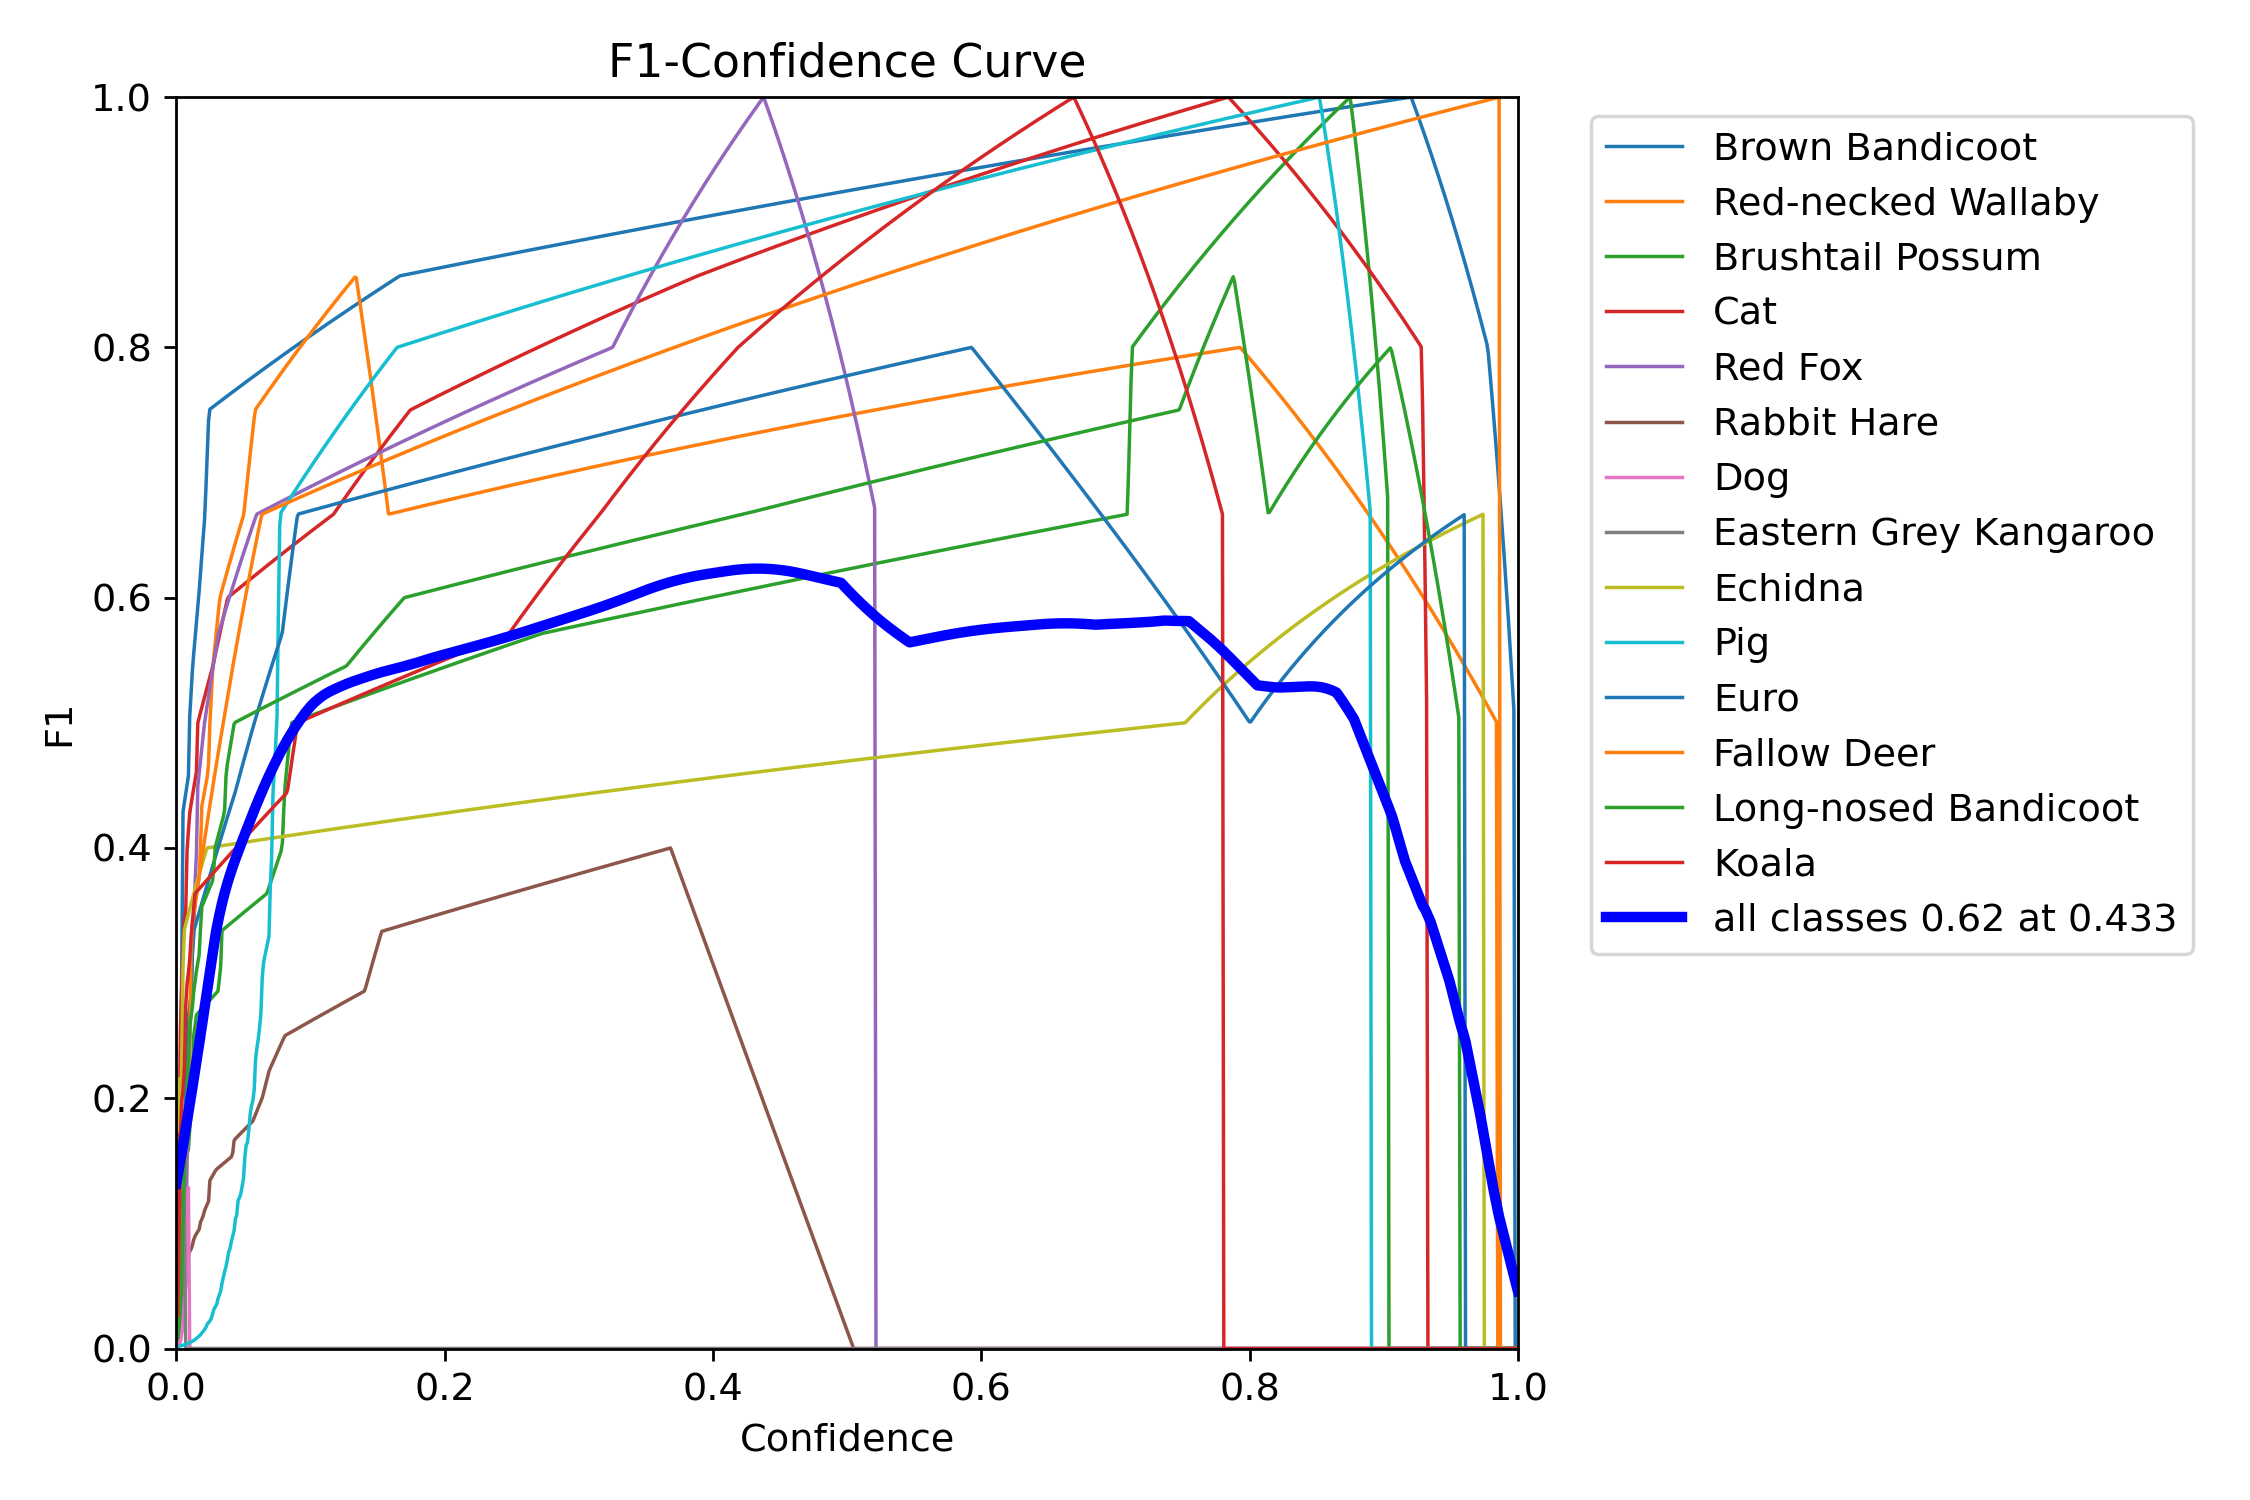 F1-Confidence Curve
1.0
0.8
0.6
0.4
0.2
0.0
F1
0.0 0.2 0.4 0.6 0.8 1.0
Confidence
Brown Bandicoot
Red-necked Wallaby
Brushtail Possum
Cat
Red Fox
Rabbit Hare
Dog
Eastern Grey Kangaroo
Echidna
Pig
Euro
Fallow Deer
Long-nosed Bandicoot
Koala
all classes 0.62 at 0.433